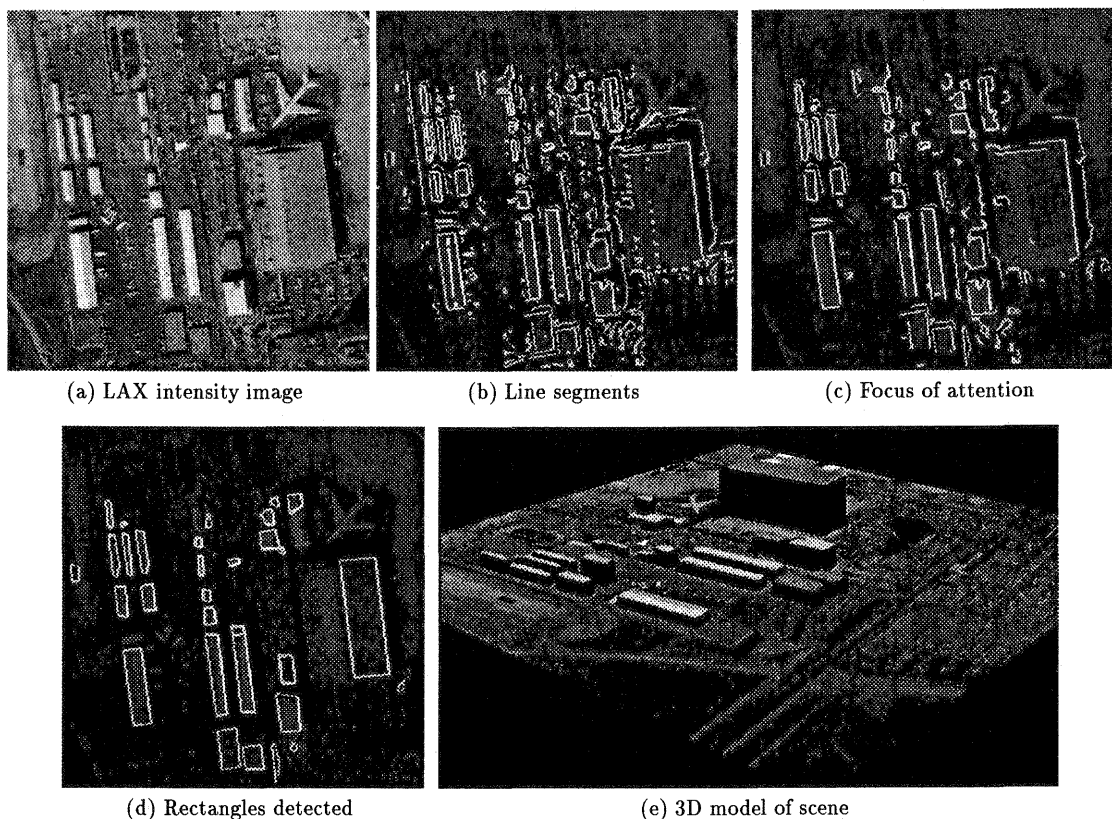 (a) LAX intensity image
(b) Line segments
(c) Focus of attention
(d) Rectangles detected
(e) 3D model of scene